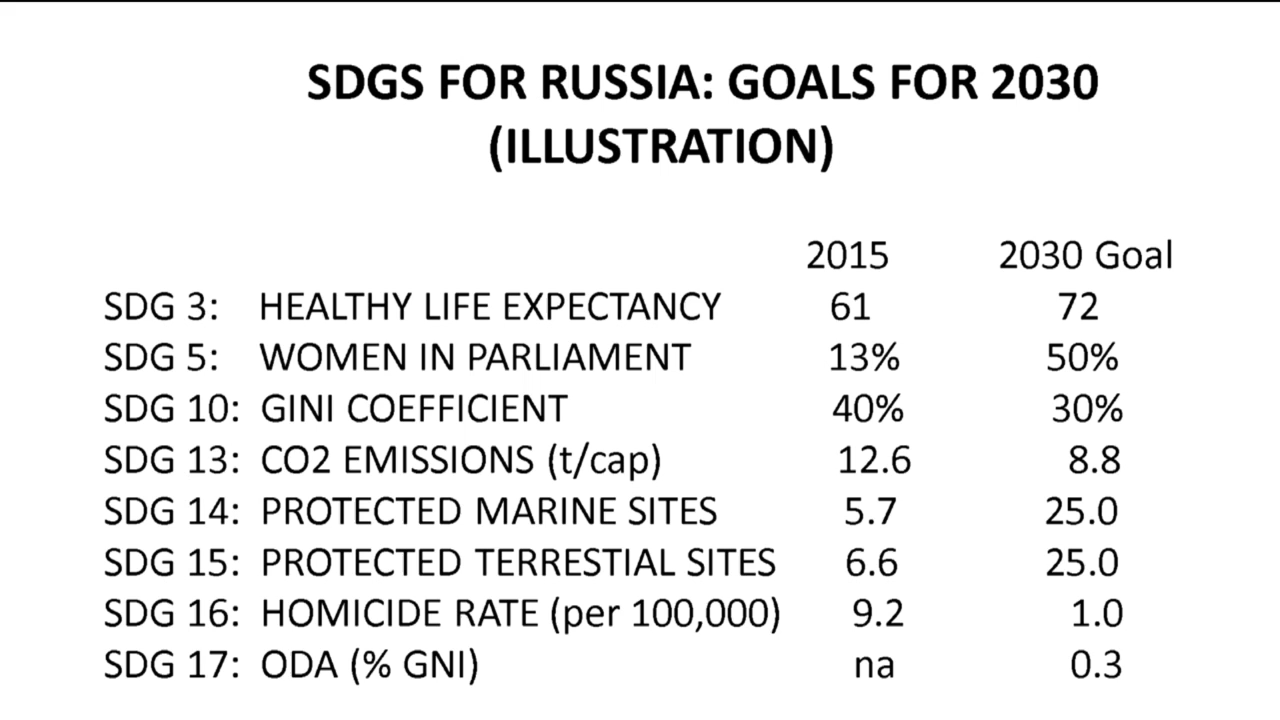 SDGS FOR RUSSIA: GOALS FOR 2030
(ILLUSTRATION)
2015 2030 Goal
SDG 3: HEALTHY LIFE EXPECTANCY 61 72
SDG 5: WOMEN IN PARLIAMENT 13% 50%
SDG 10: GINI COEFFICIENT 40% 30%
SDG 13: CO2 EMISSIONS (t/cap) 12.6 8.8
SDG 14: PROTECTED MARINE SITES 5.7 25.0
SDG 15: PROTECTED TERRESTIAL SITES 6.6 25.0
SDG 16: HOMICIDE RATE (per 100,000) 9.2 1.0
SDG 17: ODA (% GNI) na 0.3